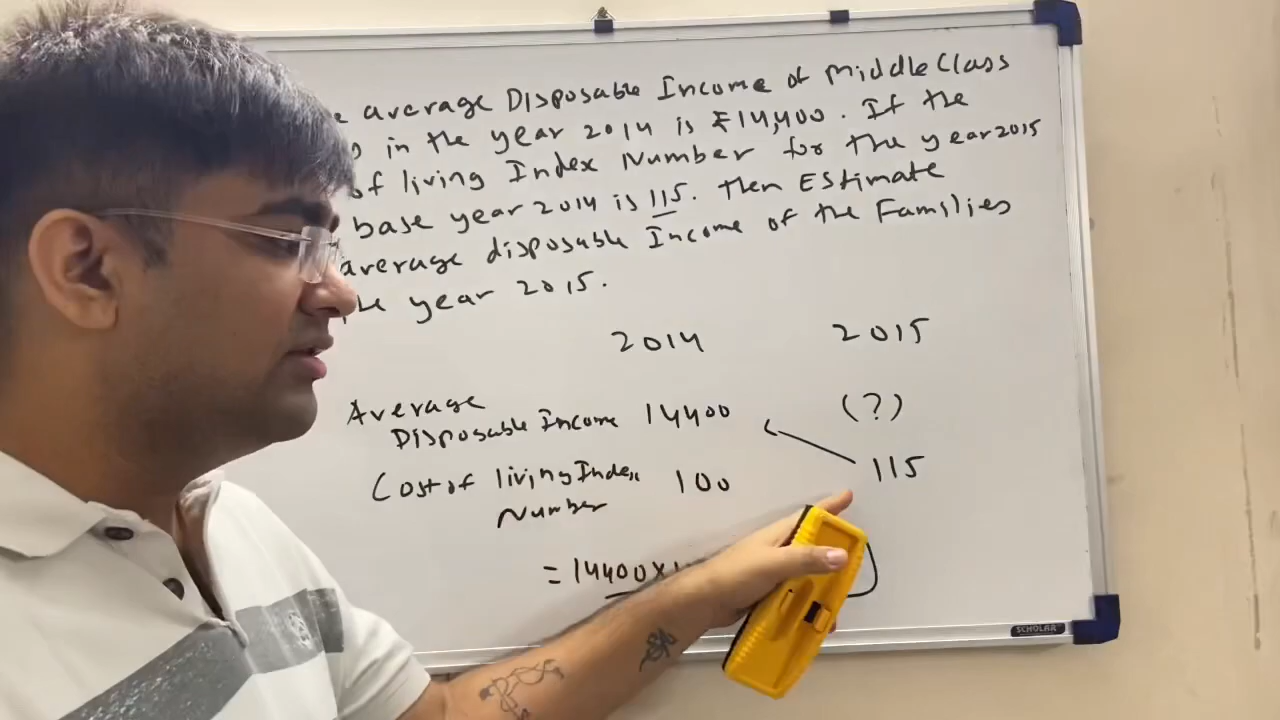 average Disposable Income of Middle Class
in the year 2014 is ₹14,400. If the
of living Index Number for the year 2015
base year 2014 is 115. then Estimate
average disposable Income of the Families
year 2015.
2014 2015
Average
Disposable Income 14400 (?)
Cost of living Index 100 115
Number
= 14400 ×
SCHOLAR